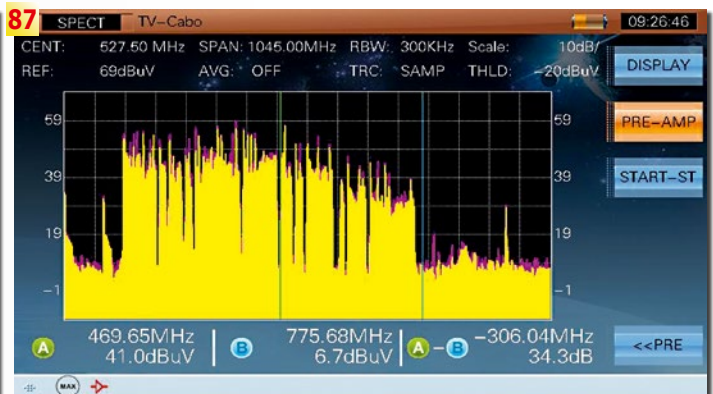 87
SPECT TV-Cabo 09:26:46
CENT: 527.50 MHz SPAN: 1045.00MHz RBW: 300KHz Scale: 10dB/
REF: 69dBuV AVG: OFF TRC: SAMP THLD: -20dBuV
DISPLAY
PRE-AMP
START-ST
59 59
39 39
19 19
-1 -1
A 469.65MHz B 775.68MHz A-B -306.04MHz
41.0dBuV 6.7dBuV 34.3dB
<<PRE
MAX